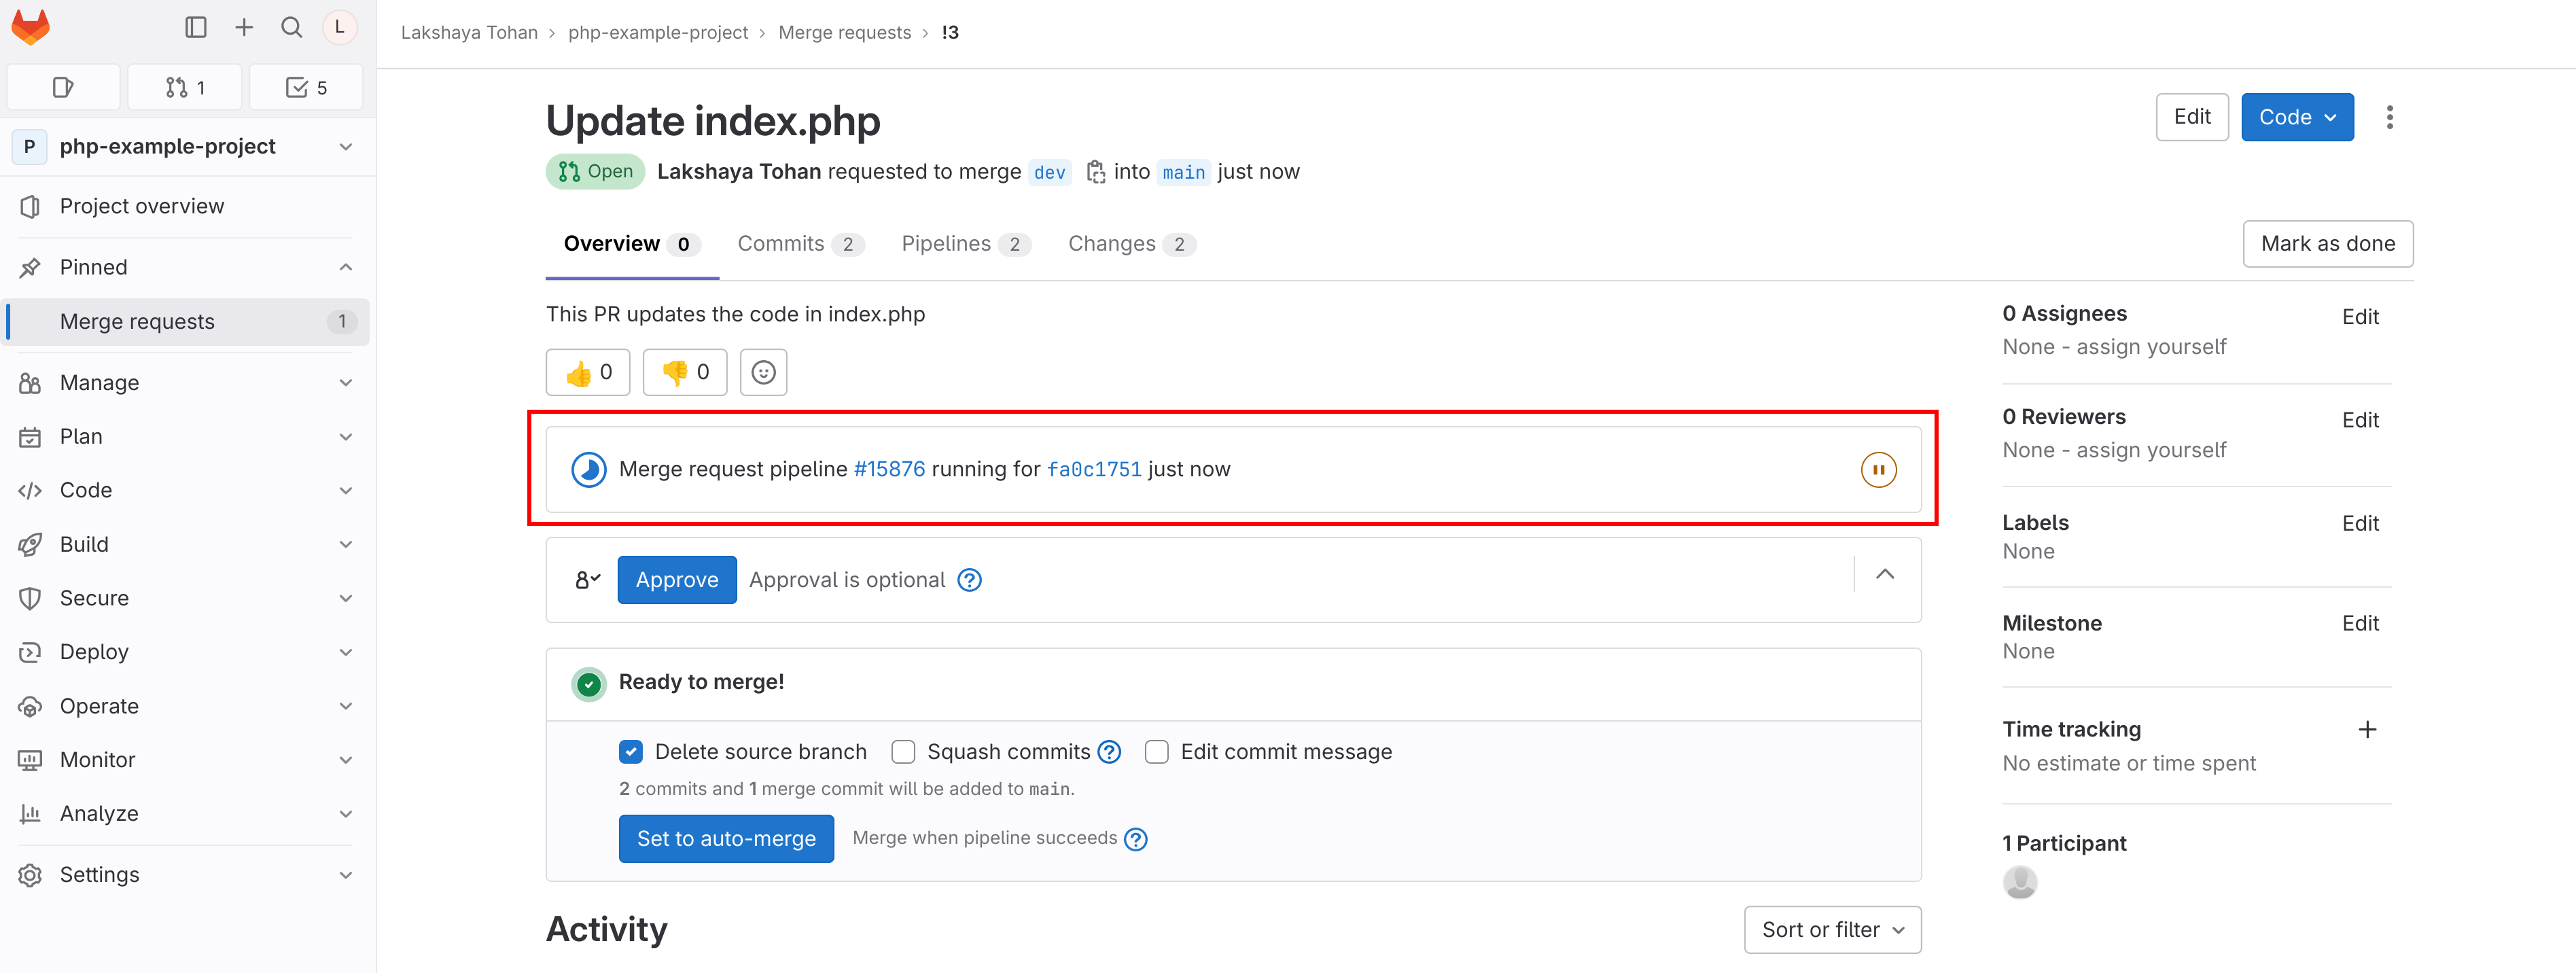 L
1
5
P php-example-project
Project overview
Pinned
Merge requests 1
Manage
Plan
Code
Build
Secure
Deploy
Operate
Monitor
Analyze
Settings
Lakshaya Tohan › php-example-project › Merge requests › !3
Update index.php
Edit
Code
Open Lakshaya Tohan requested to merge dev into main just now
Overview 0 Commits 2 Pipelines 2 Changes 2
Mark as done
This PR updates the code in index.php
👍 0 👎 0
Merge request pipeline #15876 running for fa0c1751 just now
Approve Approval is optional ?
Ready to merge!
Delete source branch Squash commits ? Edit commit message
2 commits and 1 merge commit will be added to main.
Set to auto-merge Merge when pipeline succeeds ?
Activity
Sort or filter
0 Assignees Edit
None - assign yourself
0 Reviewers Edit
None - assign yourself
Labels Edit
None
Milestone Edit
None
Time tracking +
No estimate or time spent
1 Participant